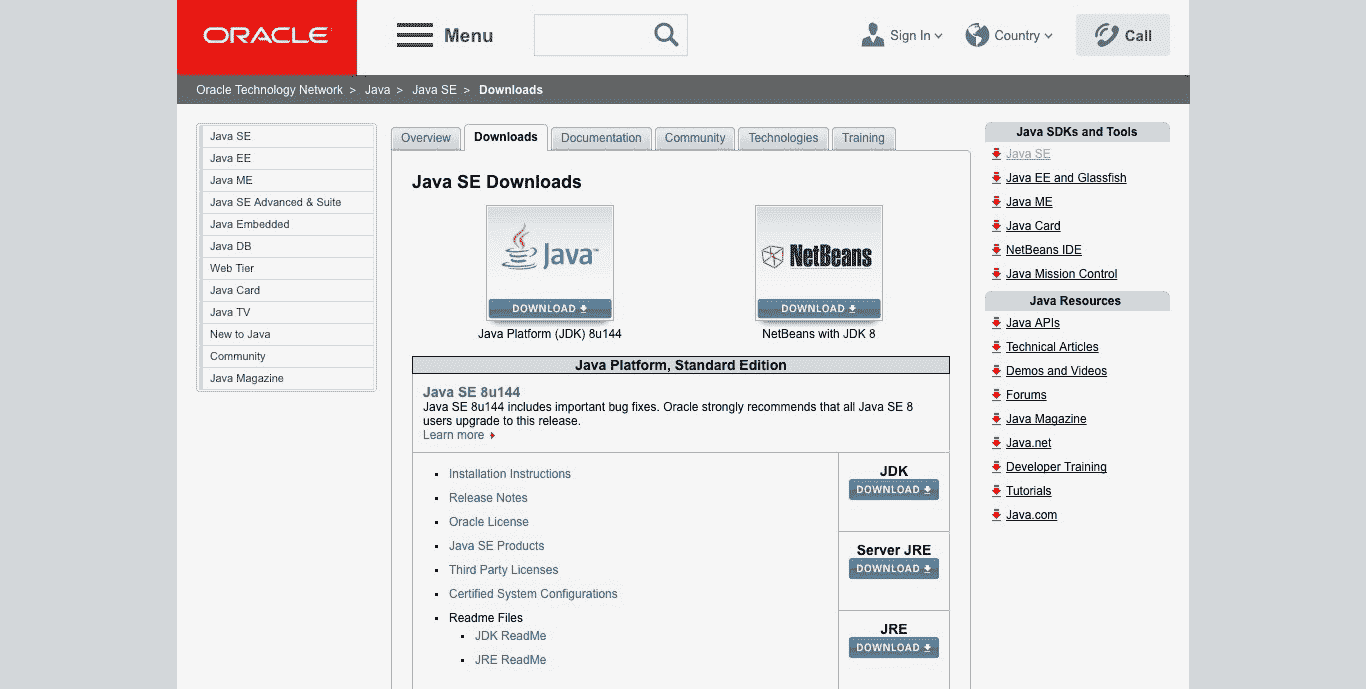 ORACLE
Menu
Sign In
Country
Call
Oracle Technology Network > Java > Java SE > Downloads
Java SE
Java EE
Java ME
Java SE Advanced & Suite
Java Embedded
Java DB
Web Tier
Java Card
Java TV
New to Java
Community
Java Magazine
Overview
Downloads
Documentation
Community
Technologies
Training
Java SE Downloads
Java™
DOWNLOAD
Java Platform (JDK) 8u144
NetBeans
DOWNLOAD
NetBeans with JDK 8
Java Platform, Standard Edition
Java SE 8u144
Java SE 8u144 includes important bug fixes. Oracle strongly recommends that all Java SE 8
users upgrade to this release.
Learn more
Installation Instructions
Release Notes
Oracle License
Java SE Products
Third Party Licenses
Certified System Configurations
Readme Files
JDK ReadMe
JRE ReadMe
JDK
DOWNLOAD
Server JRE
DOWNLOAD
JRE
DOWNLOAD
Java SDKs and Tools
Java SE
Java EE and Glassfish
Java ME
Java Card
NetBeans IDE
Java Mission Control
Java Resources
Java APIs
Technical Articles
Demos and Videos
Forums
Java Magazine
Java.net
Developer Training
Tutorials
Java.com